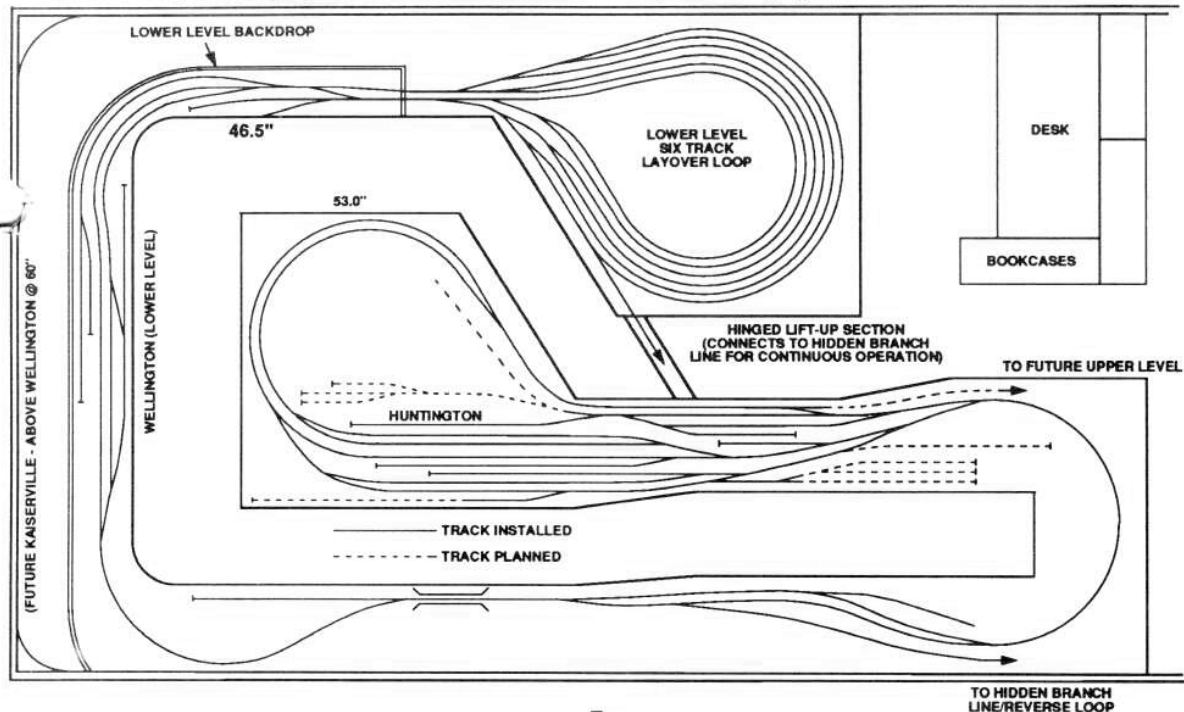 LOWER LEVEL BACKDROP
46.5"
LOWER LEVEL
SIX TRACK
LAYOVER LOOP
DESK
BOOKCASES
53.0"
(FUTURE KAISERVILLE - ABOVE WELLINGTON @ 60"
WELLINGTON (LOWER LEVEL)
HINGED LIFT-UP SECTION
(CONNECTS TO HIDDEN BRANCH
LINE FOR CONTINUOUS OPERATION)
TO FUTURE UPPER LEVEL
HUNTINGTON
TRACK INSTALLED
TRACK PLANNED
TO HIDDEN BRANCH
LINE/REVERSE LOOP